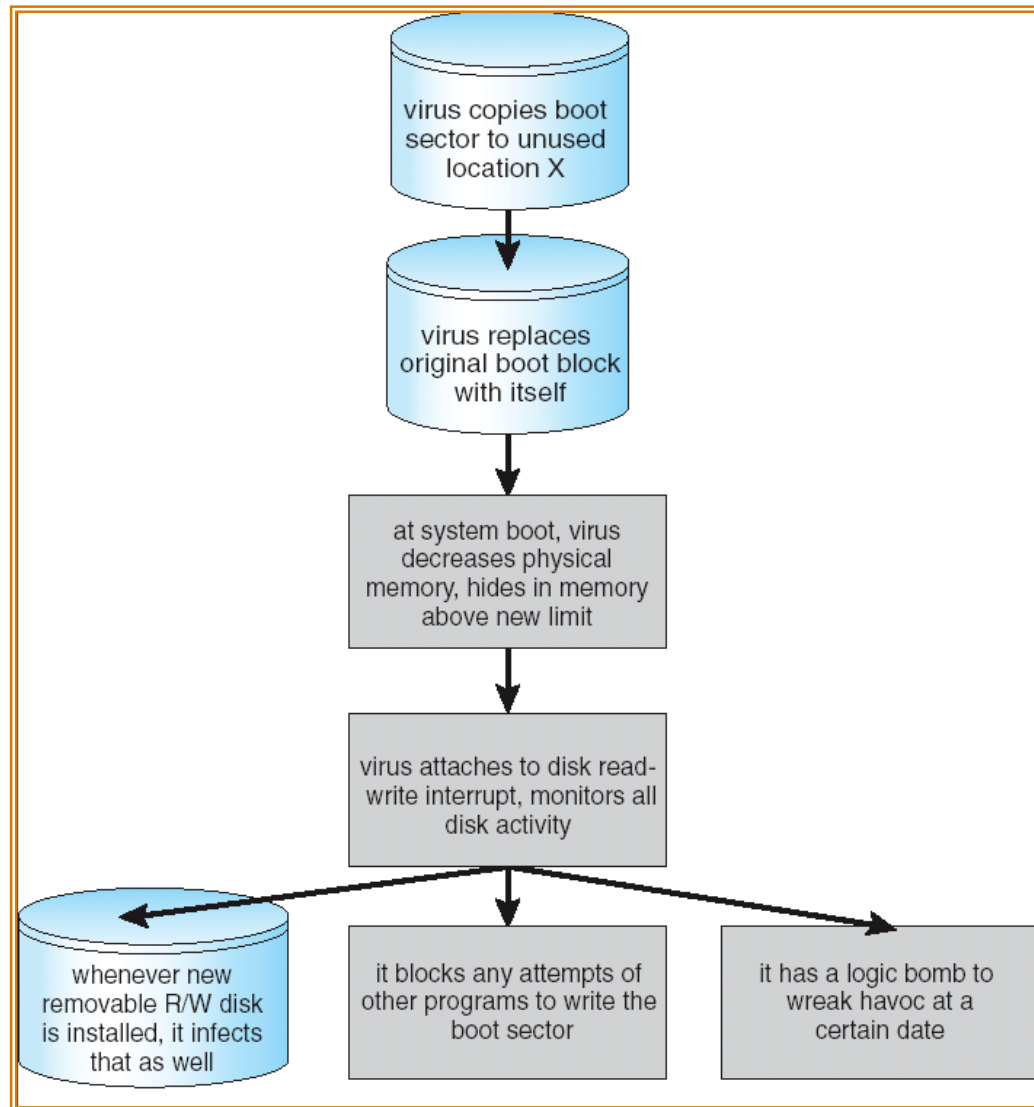 virus copies boot
sector to unused
location X
virus replaces
original boot block
with itself
at system boot, virus
decreases physical
memory, hides in memory
above new limit
virus attaches to disk read-
write interrupt, monitors all
disk activity
whenever new
removable R/W disk
is installed, it infects
that as well
it blocks any attempts of
other programs to write the
boot sector
it has a logic bomb to
wreak havoc at a
certain date